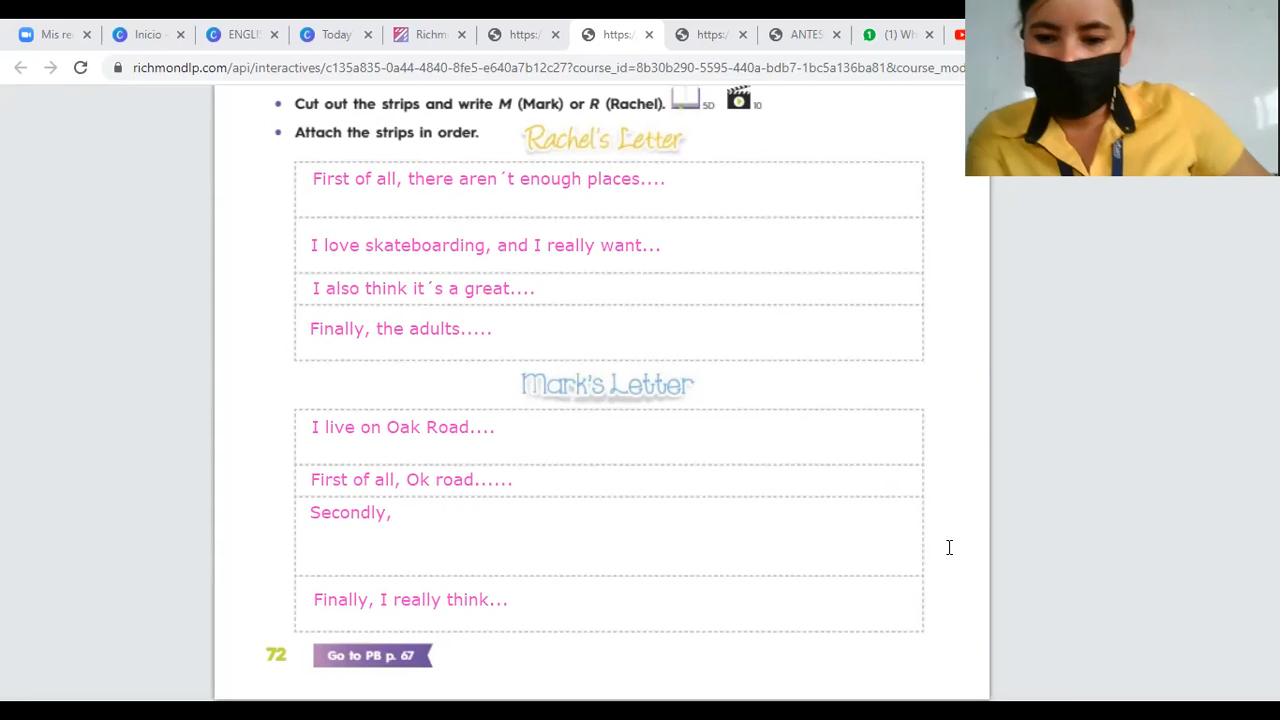 Mis re
Inicio -
ENGLI
Today
Richm
https:/
https:/
https:/
ANTES
(1) Wh
richmondlp.com/api/interactives/c135a835-0a44-4840-8fe5-e640a7b12c27?course_id=8b30b290-5595-440a-bdb7-1bc5a136ba81&course_mod
• Cut out the strips and write M (Mark) or R (Rachel). 5D 10
• Attach the strips in order.
Rachel's Letter
First of all, there aren´t enough places....
I love skateboarding, and I really want...
I also think it´s a great....
Finally, the adults.....
Mark's Letter
I live on Oak Road....
First of all, Ok road......
Secondly,
Finally, I really think...
72
Go to PB p. 67